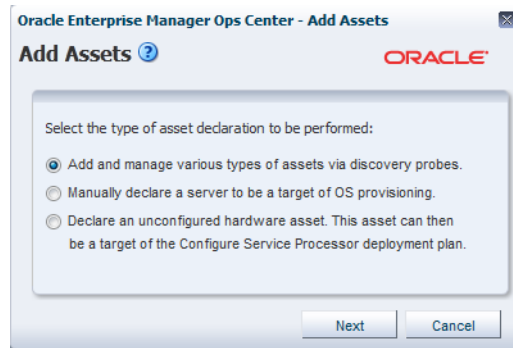 Oracle Enterprise Manager Ops Center - Add Assets
Add Assets ?
ORACLE
Select the type of asset declaration to be performed:
Add and manage various types of assets via discovery probes.
Manually declare a server to be a target of OS provisioning.
Declare an unconfigured hardware asset. This asset can then
be a target of the Configure Service Processor deployment plan.
Next
Cancel